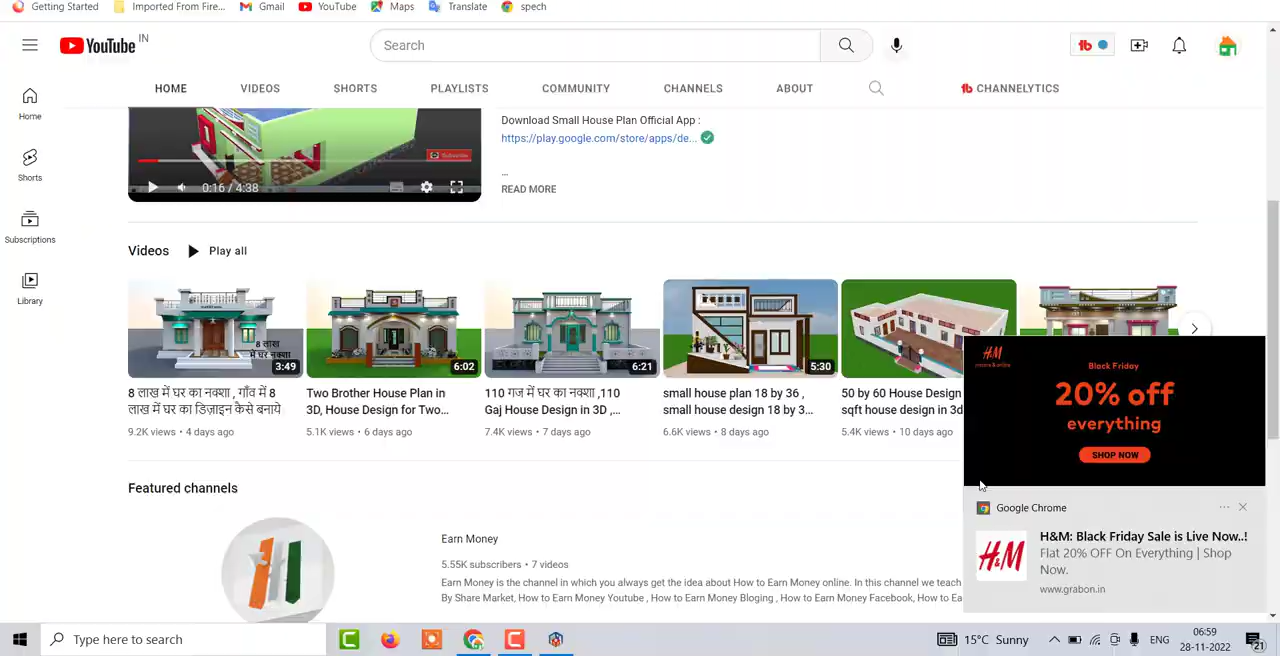 Getting Started Imported From Fire... Gmail YouTube Maps Translate spech
YouTube IN
Search
HOME VIDEOS SHORTS PLAYLISTS COMMUNITY CHANNELS ABOUT CHANNELYTICS
Home
Shorts
Subscriptions
Library
Download Small House Plan Official App :
https://play.google.com/store/apps/de...
...
READ MORE
Subscribe
0:16 / 4:38
Videos Play all
8 लाख
में घर नक्शा
3:49
8 लाख में घर का नक्शा , गाँव में 8
लाख में घर का डिज़ाइन कैसे बनाये
9.2K views • 4 days ago
6:02
Two Brother House Plan in
3D, House Design for Two...
5.1K views • 6 days ago
6:21
110 गज में घर का नक्शा ,110
Gaj House Design in 3D ,...
7.4K views • 7 days ago
5:30
small house plan 18 by 36 ,
small house design 18 by 3...
6.6K views • 8 days ago
50 by 60 House Design
sqft house design in 3d
5.4K views • 10 days ago
H&M
Black Friday
20% off
everything
SHOP NOW
Google Chrome
H&M
H&M: Black Friday Sale is Live Now..!
Flat 20% OFF On Everything | Shop
Now.
www.grabon.in
Featured channels
Earn Money
5.55K subscribers • 7 videos
Earn Money is the channel in which you always get the idea about How to Earn Money online. In this channel we teach
By Share Market, How to Earn Money Youtube , How to Earn Money Bloging , How to Earn Money Facebook, How to Ea
Type here to search
15°C Sunny
ENG
06:59
28-11-2022
21